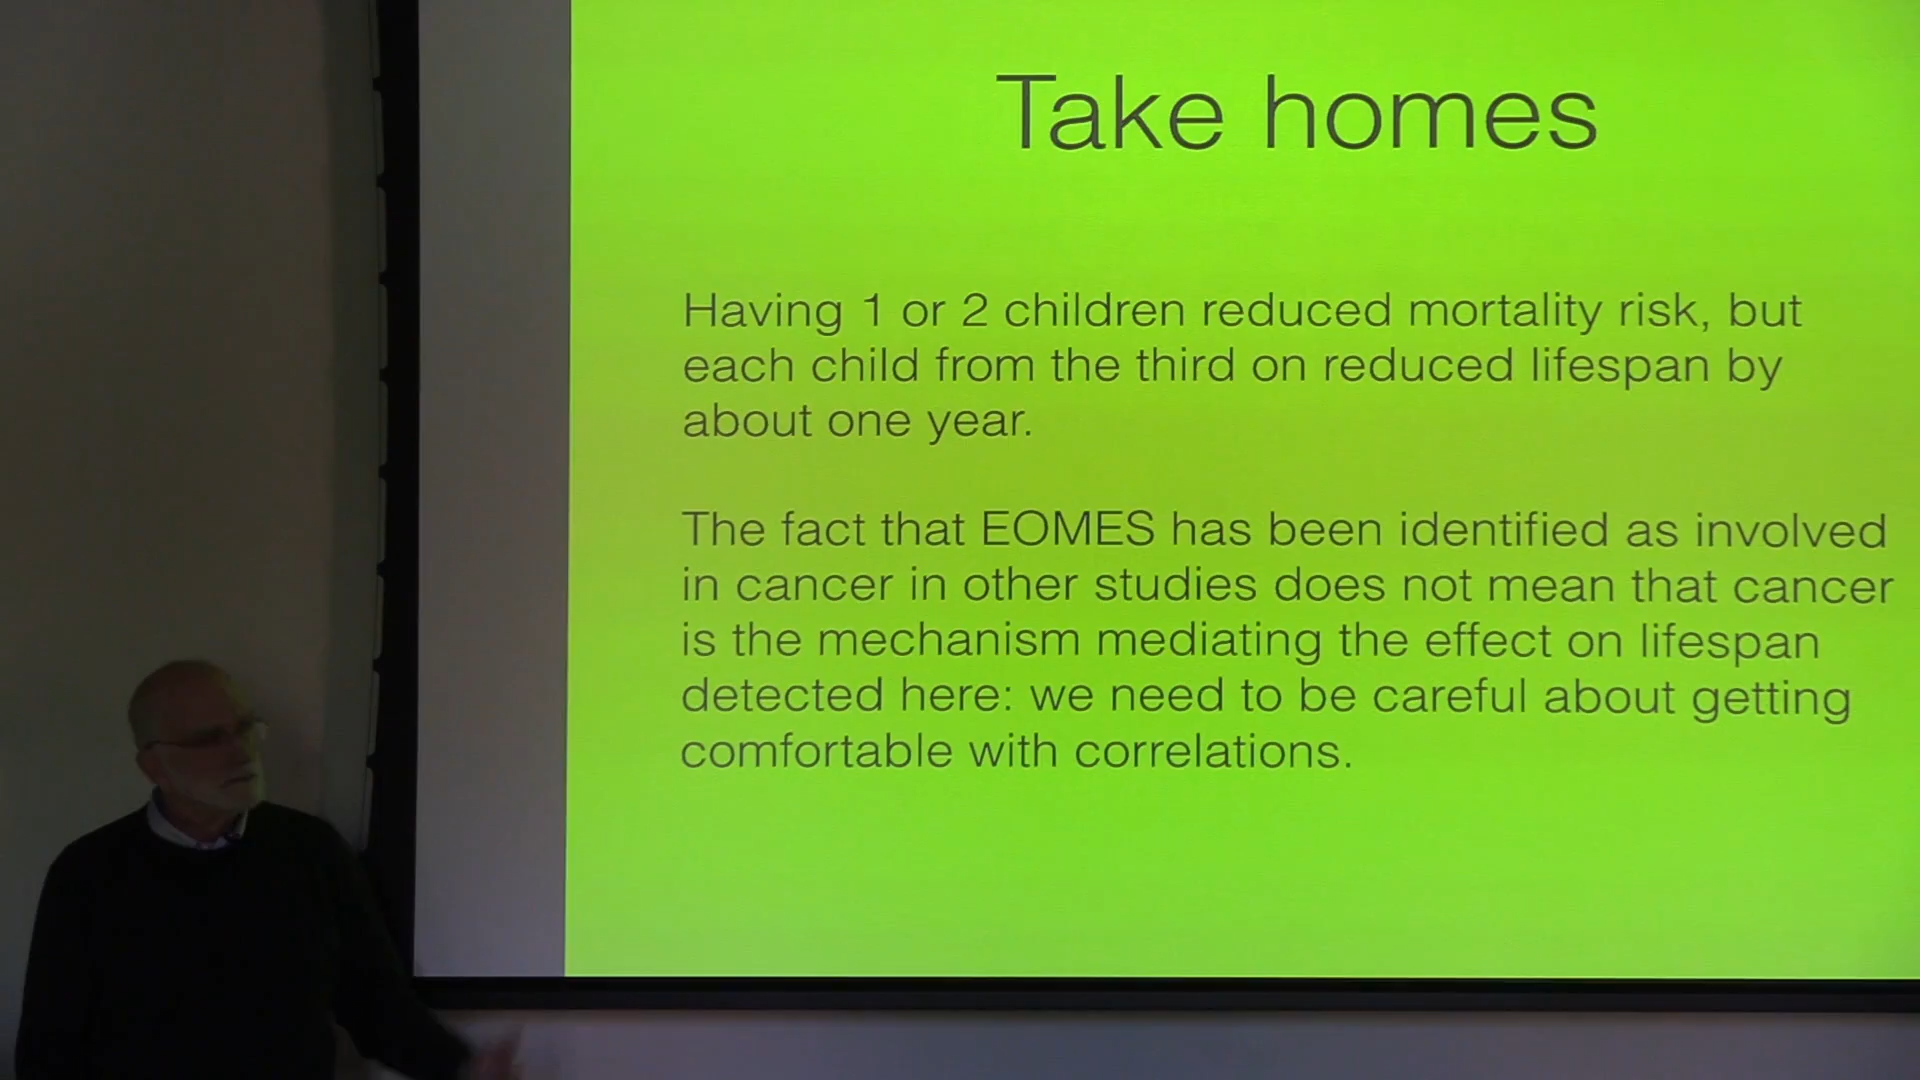 Take homes
Having 1 or 2 children reduced mortality risk, but
each child from the third on reduced lifespan by
about one year.
The fact that EOMES has been identified as involved
in cancer in other studies does not mean that cancer
is the mechanism mediating the effect on lifespan
detected here: we need to be careful about getting
comfortable with correlations.